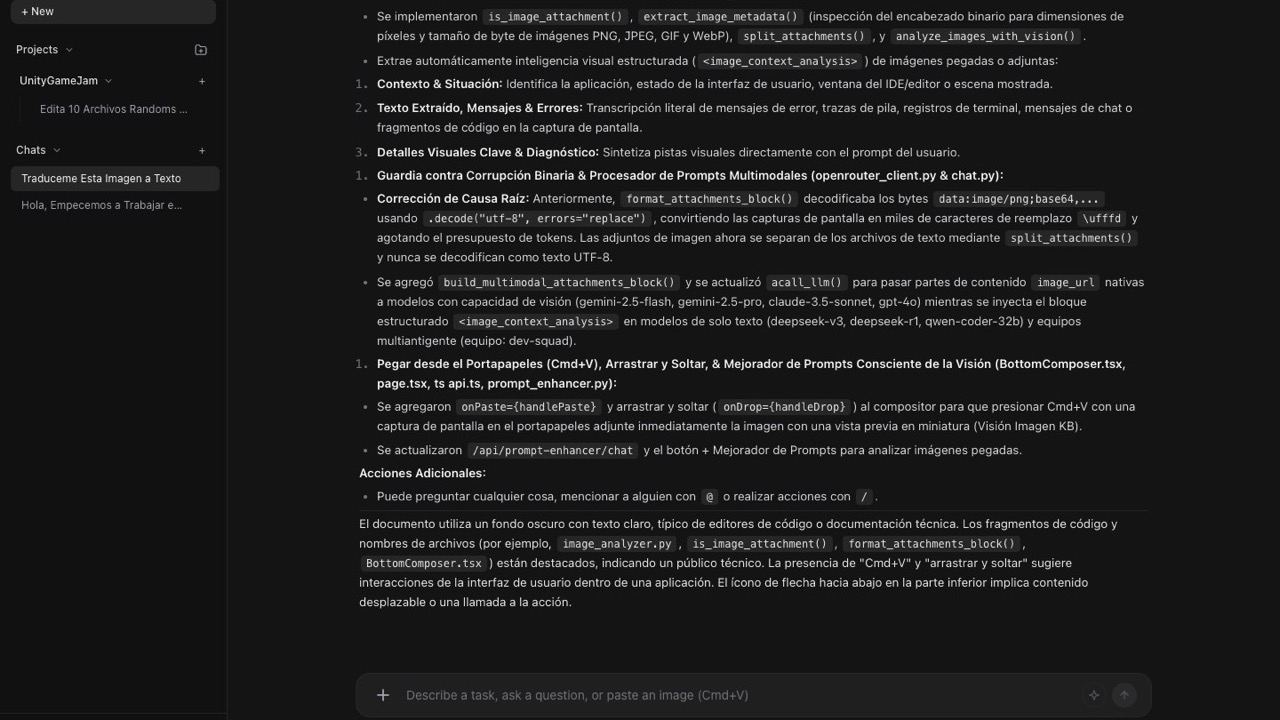 + New
Projects
UnityGameJam
Edita 10 Archivos Randoms ...
Chats
Traduceme Esta Imagen a Texto
Hola, Empecemos a Trabajar e...
• Se implementaron is_image_attachment() , extract_image_metadata() (inspección del encabezado binario para dimensiones de
píxeles y tamaño de byte de imágenes PNG, JPEG, GIF y WebP), split_attachments() , y analyze_images_with_vision() .
• Extrae automáticamente inteligencia visual estructurada ( <image_context_analysis> ) de imágenes pegadas o adjuntas:
1. Contexto & Situación: Identifica la aplicación, estado de la interfaz de usuario, ventana del IDE/editor o escena mostrada.
2. Texto Extraído, Mensajes & Errores: Transcripción literal de mensajes de error, trazas de pila, registros de terminal, mensajes de chat o
fragmentos de código en la captura de pantalla.
3. Detalles Visuales Clave & Diagnóstico: Sintetiza pistas visuales directamente con el prompt del usuario.
1. Guardia contra Corrupción Binaria & Procesador de Prompts Multimodales (openrouter_client.py & chat.py):
• Corrección de Causa Raíz: Anteriormente, format_attachments_block() decodificaba los bytes data:image/png;base64,...
usando .decode("utf-8", errors="replace") , convirtiendo las capturas de pantalla en miles de caracteres de reemplazo \ufffd y
agotando el presupuesto de tokens. Las adjuntos de imagen ahora se separan de los archivos de texto mediante split_attachments()
y nunca se decodifican como texto UTF-8.
• Se agregó build_multimodal_attachments_block() y se actualizó acall_llm() para pasar partes de contenido image_url nativas
a modelos con capacidad de visión (gemini-2.5-flash, gemini-2.5-pro, claude-3.5-sonnet, gpt-4o) mientras se inyecta el bloque
estructurado <image_context_analysis> en modelos de solo texto (deepseek-v3, deepseek-r1, qwen-coder-32b) y equipos
multiantigente (equipo: dev-squad).
1. Pegar desde el Portapapeles (Cmd+V), Arrastrar y Soltar, & Mejorador de Prompts Consciente de la Visión (BottomComposer.tsx,
page.tsx, ts api.ts, prompt_enhancer.py):
• Se agregaron onPaste={handlePaste} y arrastrar y soltar ( onDrop={handleDrop} ) al compositor para que presionar Cmd+V con una
captura de pantalla en el portapapeles adjunte inmediatamente la imagen con una vista previa en miniatura (Visión Imagen KB).
• Se actualizaron /api/prompt-enhancer/chat y el botón + Mejorador de Prompts para analizar imágenes pegadas.
Acciones Adicionales:
• Puede preguntar cualquier cosa, mencionar a alguien con @ o realizar acciones con / .
El documento utiliza un fondo oscuro con texto claro, típico de editores de código o documentación técnica. Los fragmentos de código y
nombres de archivos (por ejemplo, image_analyzer.py , is_image_attachment() , format_attachments_block() ,
BottomComposer.tsx ) están destacados, indicando un público técnico. La presencia de "Cmd+V" y "arrastrar y soltar" sugiere
interacciones de la interfaz de usuario dentro de una aplicación. El ícono de flecha hacia abajo en la parte inferior implica contenido
desplazable o una llamada a la acción.
Describe a task, ask a question, or paste an image (Cmd+V)